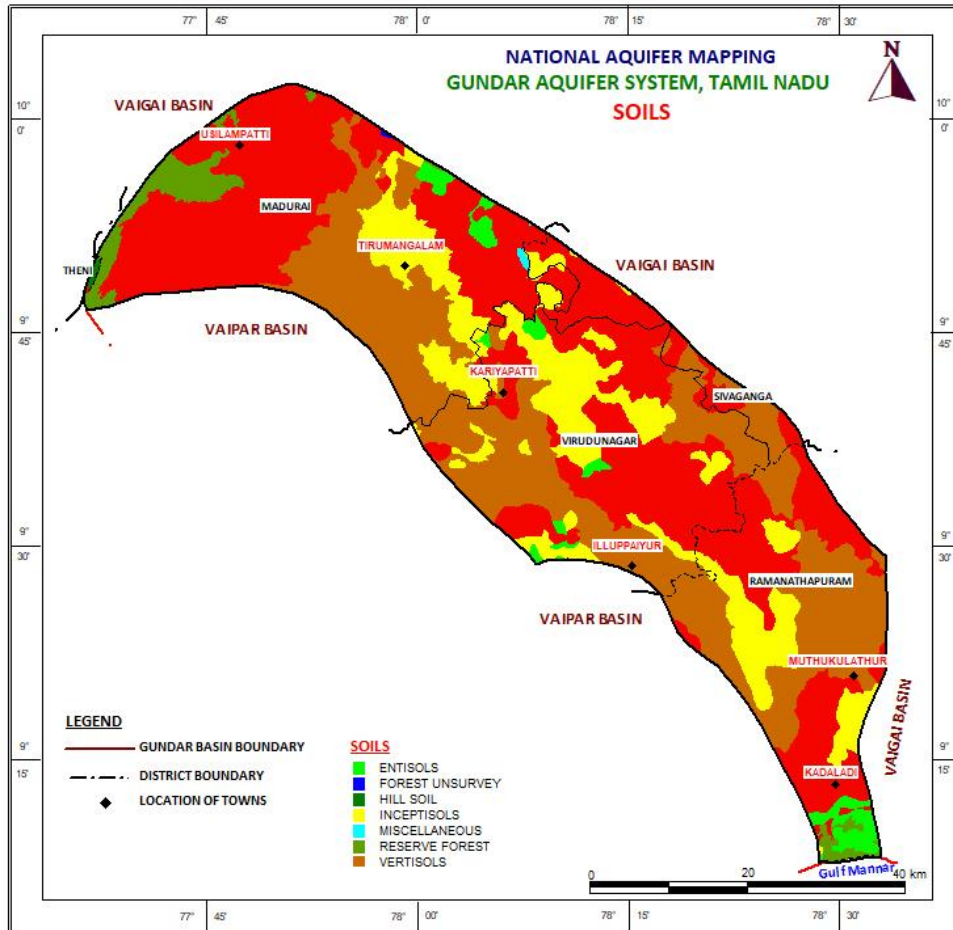 77° 45' 78° 0' 78° 15' 78° 30'
NATIONAL AQUIFER MAPPING
GUNDAR AQUIFER SYSTEM, TAMIL NADU
SOILS
N
10° 0'
10° 0'
VAIGAI BASIN
USILAMPATTI
MADURAI
TIRUMANGALAM
THENI
VAIGAI BASIN
VAIPAR BASIN
9° 45'
9° 45'
KARIYAPATTI
SIVAGANGA
VIRUDUNAGAR
9° 30'
9° 30'
ILLUPPAIYUR
RAMANATHAPURAM
VAIPAR BASIN
MUTHUKULATHUR
VAIGAI BASIN
LEGEND
GUNDAR BASIN BOUNDARY
DISTRICT BOUNDARY
LOCATION OF TOWNS
SOILS
ENTISOLS
FOREST UNSURVEY
HILL SOIL
INCEPTISOLS
MISCELLANEOUS
RESERVE FOREST
VERTISOLS
9° 15'
9° 15'
KADALADI
Gulf Mannar
0 20 40 km
77° 45' 78° 00' 78° 15' 78° 30'